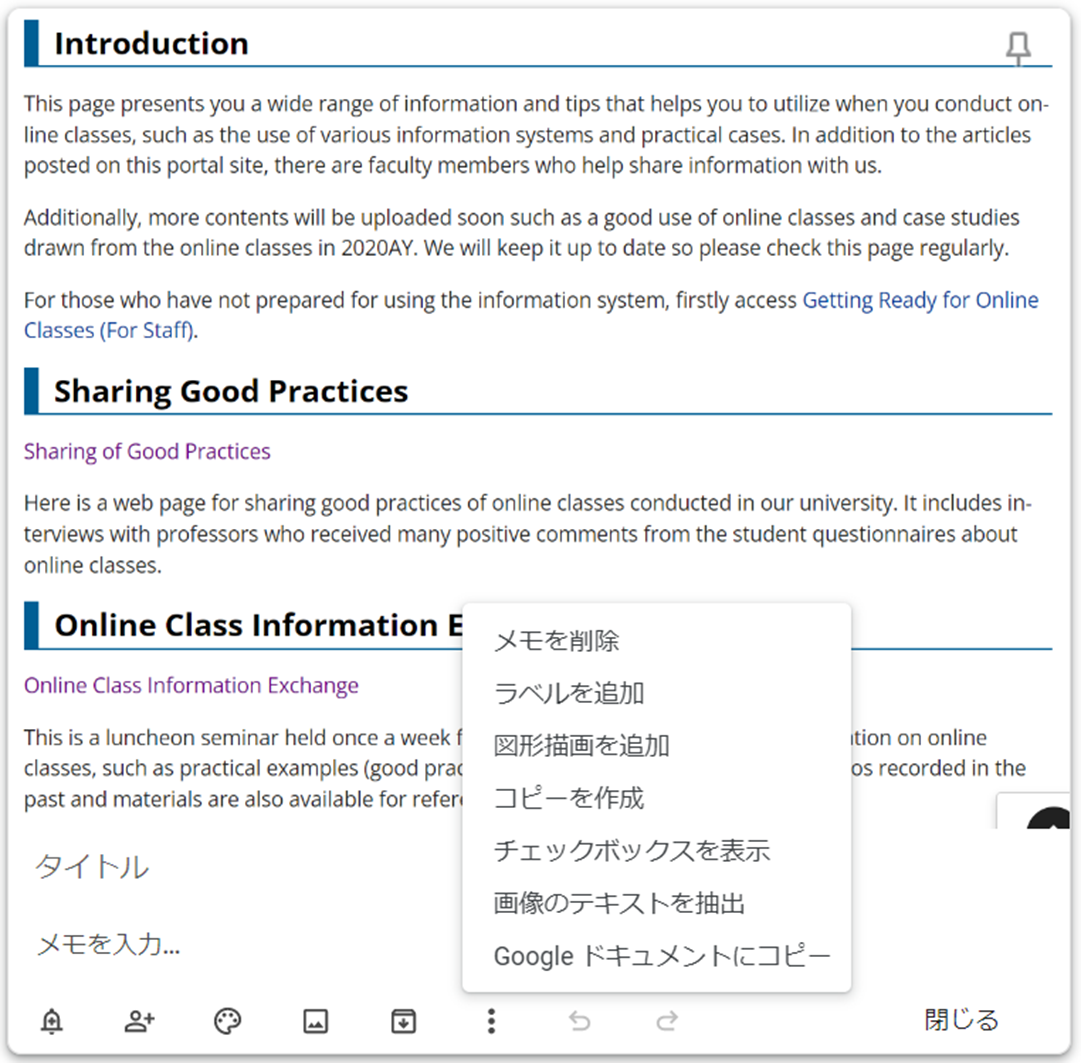 Introduction
This page presents you a wide range of information and tips that helps you to utilize when you conduct on-
line classes, such as the use of various information systems and practical cases. In addition to the articles
posted on this portal site, there are faculty members who help share information with us.
Additionally, more contents will be uploaded soon such as a good use of online classes and case studies
drawn from the online classes in 2020AY. We will keep it up to date so please check this page regularly.
For those who have not prepared for using the information system, firstly access Getting Ready for Online
Classes (For Staff).
Sharing Good Practices
Sharing of Good Practices
Here is a web page for sharing good practices of online classes conducted in our university. It includes in-
terviews with professors who received many positive comments from the student questionnaires about
online classes.
Online Class Information
Online Class Information Exchange
This is a luncheon seminar held once a week
on online
classes, such as practical examples (good
recorded in the
past and materials are also available for
メモを削除
ラベルを追加
図形描画を追加
コピーを作成
チェックボックスを表示
画像のテキストを抽出
Google ドキュメントにコピー
タイトル
メモを入力...
閉じる